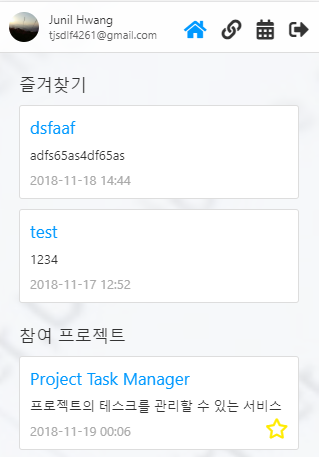 Junil Hwang
tjsdlf4261@gmail.com
즐겨찾기
dsfaaf
adfs65as4df65as
2018-11-18 14:44
test
1234
2018-11-17 12:52
참여 프로젝트
Project Task Manager
프로젝트의 테스크를 관리할 수 있는 서비스
2018-11-19 00:06